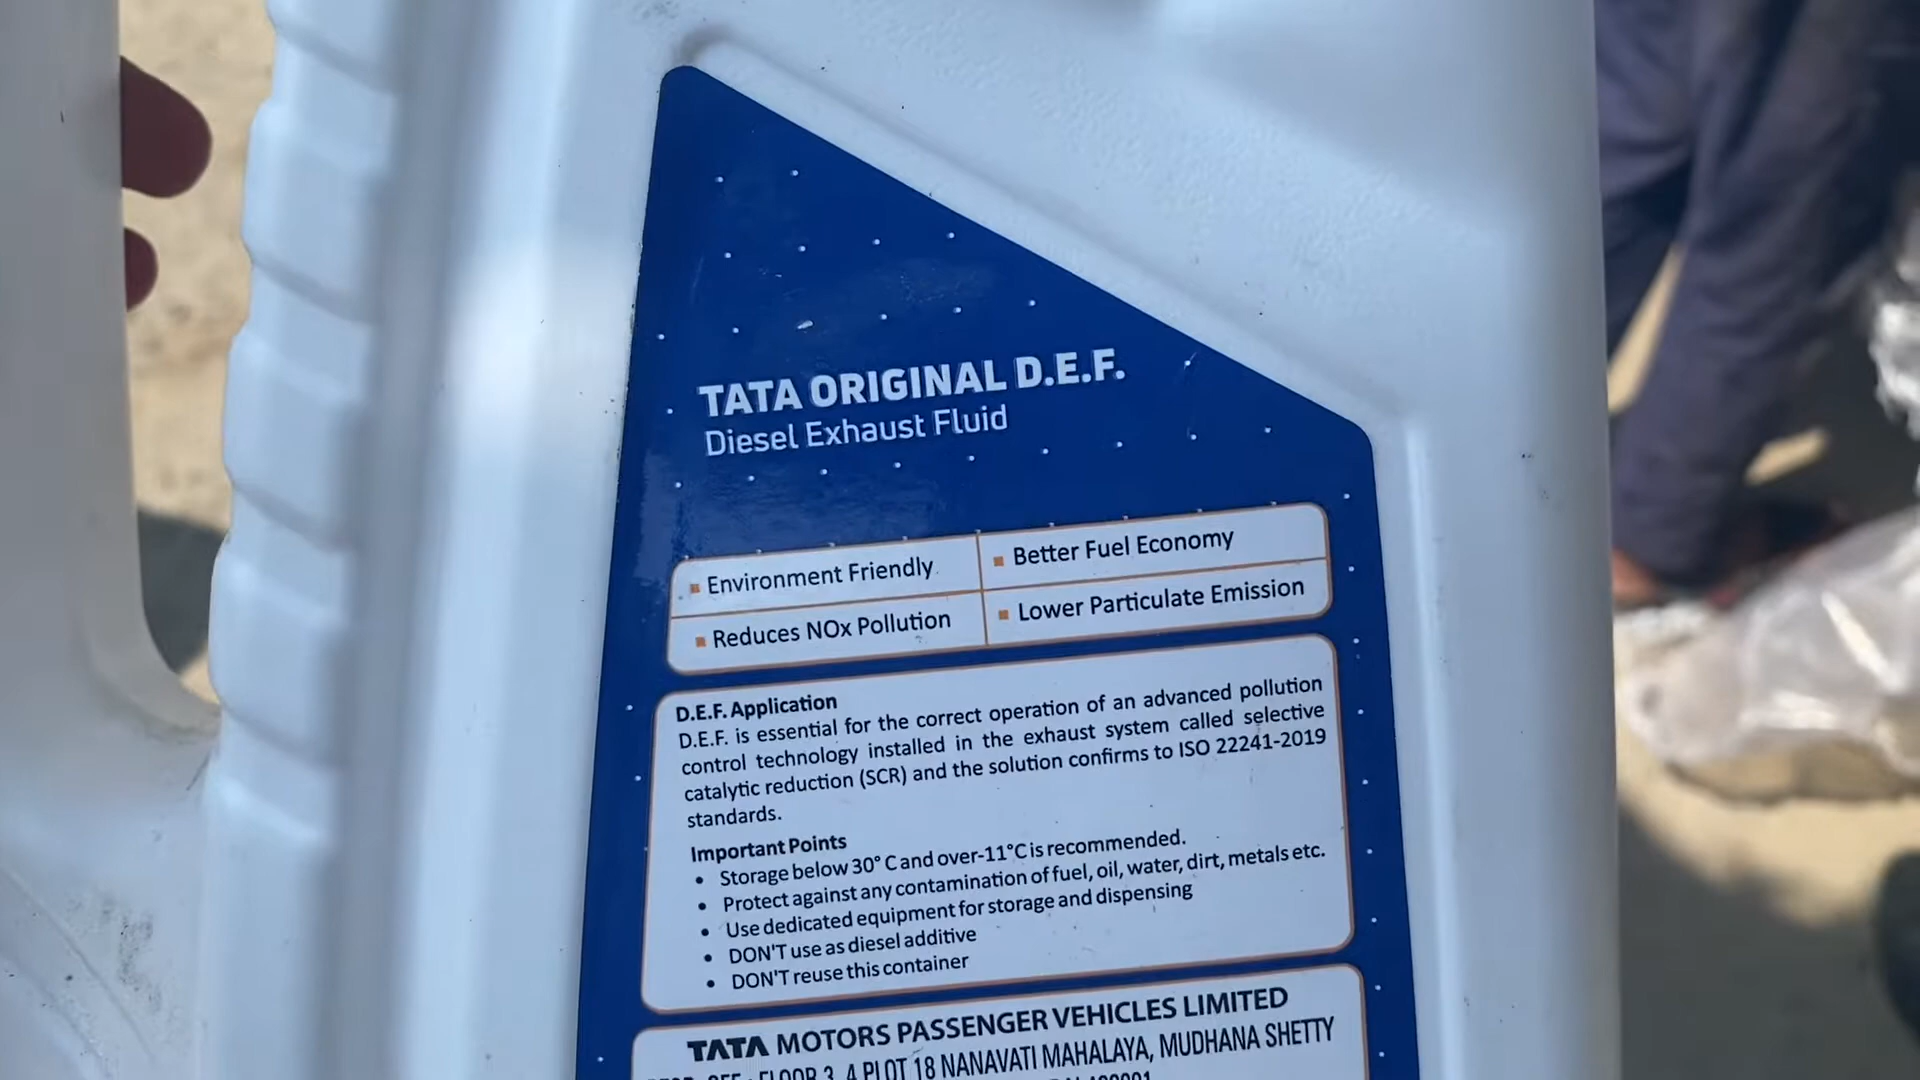 TATA ORIGINAL D.E.F.
Diesel Exhaust Fluid
▪ Environment Friendly
▪ Better Fuel Economy
▪ Reduces NOx Pollution
▪ Lower Particulate Emission
D.E.F. Application
D.E.F. is essential for the correct operation of an advanced pollution
control technology installed in the exhaust system called selective
catalytic reduction (SCR) and the solution confirms to ISO 22241-2019
standards.
Important Points
• Storage below 30° C and over-11°C is recommended.
• Protect against any contamination of fuel, oil, water, dirt, metals etc.
• Use dedicated equipment for storage and dispensing
• DON'T use as diesel additive
• DON'T reuse this container
TATA MOTORS PASSENGER VEHICLES LIMITED
FLOOR 3, 4 PLOT 18 NANAVATI MAHALAYA, MUDHANA SHETTY